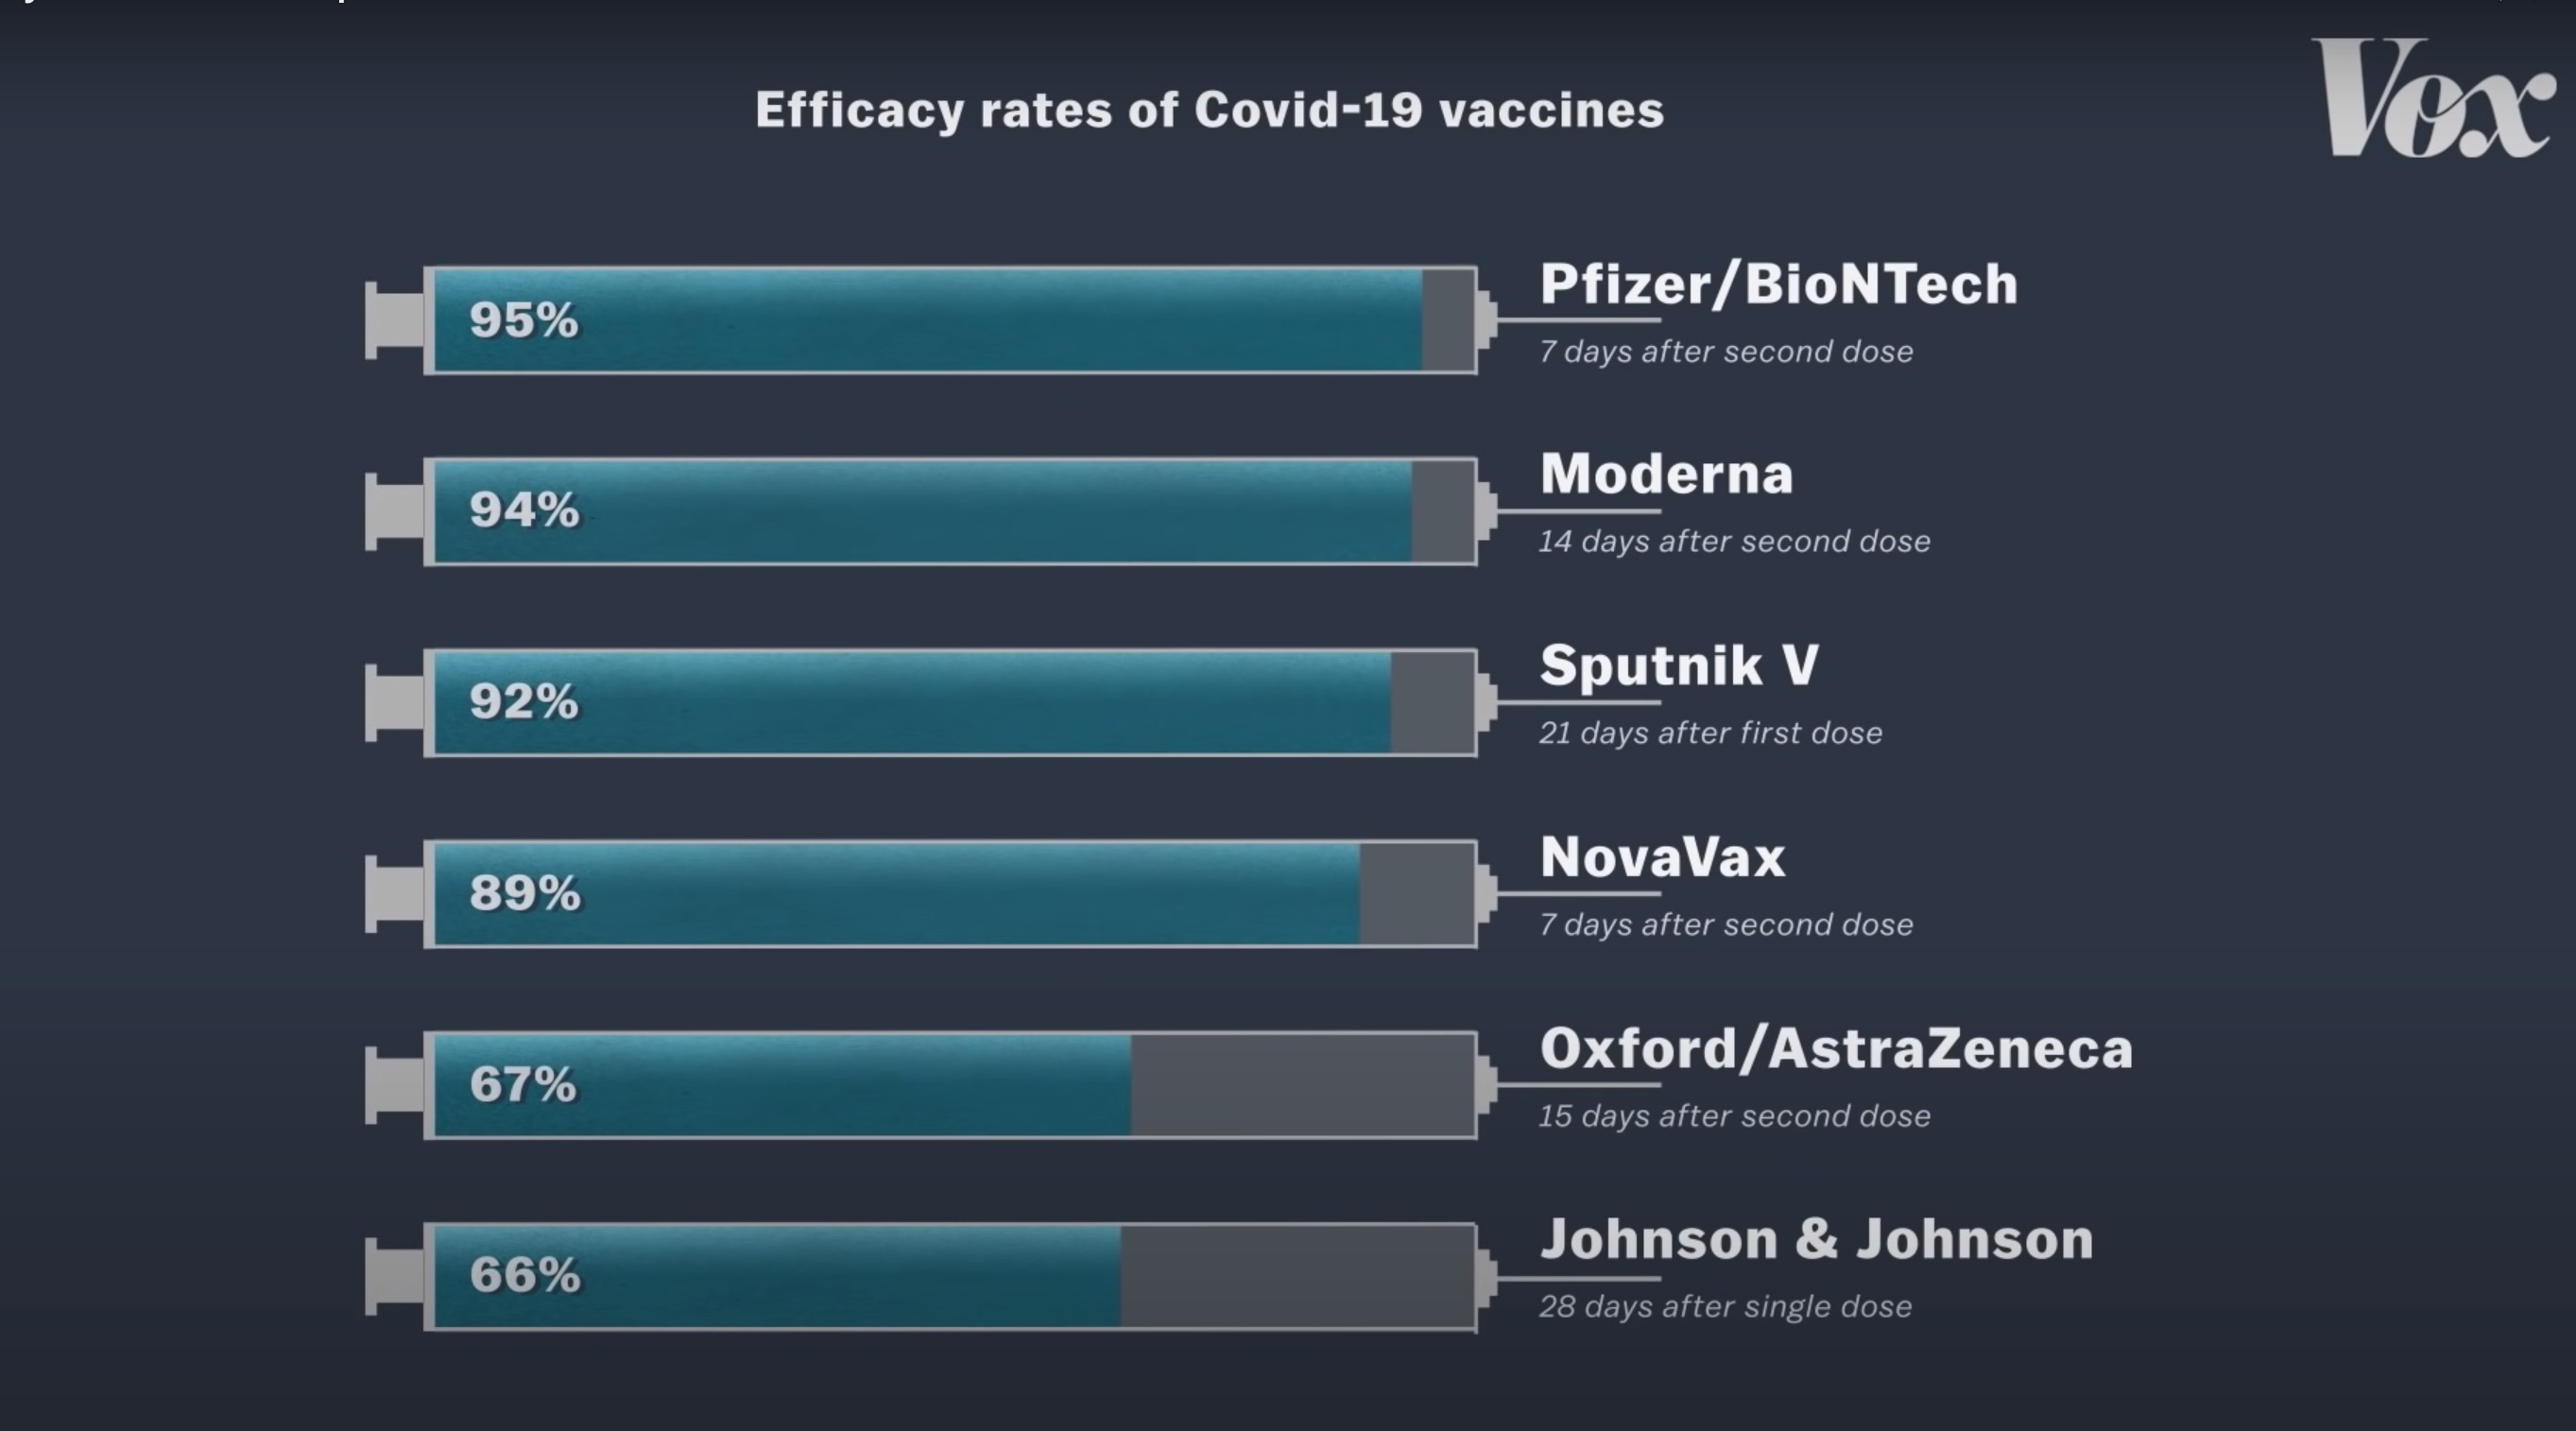 Vox
Efficacy rates of Covid-19 vaccines
95%
Pfizer/BioNTech
7 days after second dose
94%
Moderna
14 days after second dose
92%
Sputnik V
21 days after first dose
89%
NovaVax
7 days after second dose
67%
Oxford/AstraZeneca
15 days after second dose
66%
Johnson & Johnson
28 days after single dose